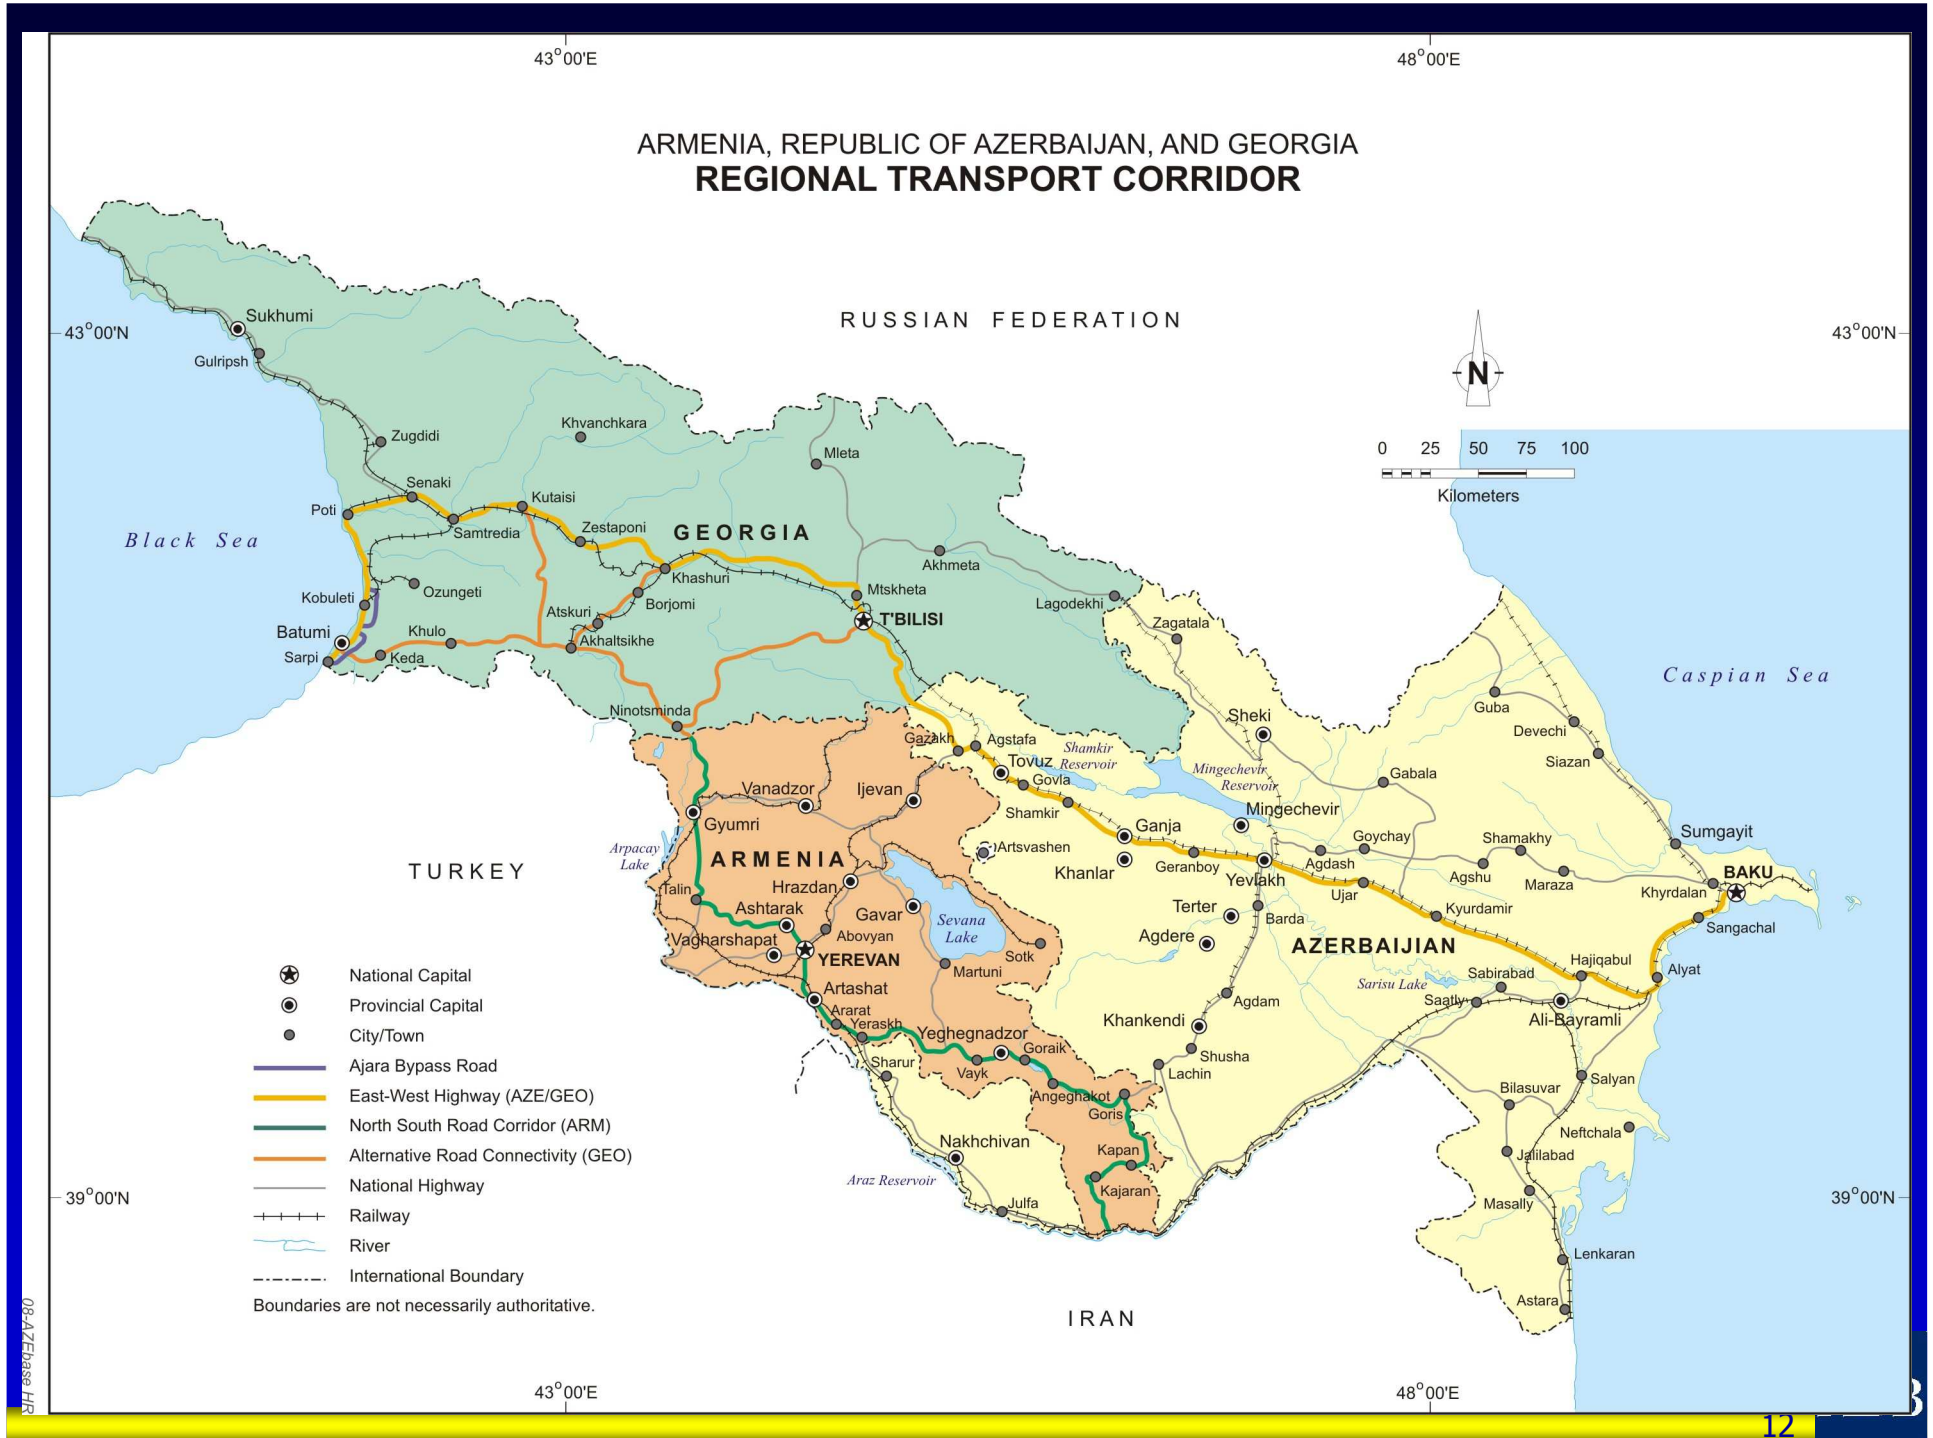 43°00'E
48°00'E
ARMENIA, REPUBLIC OF AZERBAIJAN, AND GEORGIA
REGIONAL TRANSPORT CORRIDOR
RUSSIAN FEDERATION
43°00'N
43°00'N
N
0 25 50 75 100
Kilometers
Sukhumi
Gulripsh
Zugdidi
Khvanchkara
Mleta
Senaki
Poti
Kutaisi
Samtredia
Zestaponi
GEORGIA
Black Sea
Khashuri
Akhmeta
Mtskheta
Ozungeti
Kobuleti
Atskuri
Borjomi
Lagodekhi
T'BILISI
Batumi
Khulo
Akhaltsikhe
Zagatala
Sarpi
Keda
Caspian Sea
Ninotsminda
Guba
Sheki
Devechi
Gazakh
Agstafa
Shamkir
Reservoir
Siazan
Tovuz
Mingechevir
Reservoir
Gabala
Govla
Vanadzor
Ijevan
Shamkir
Mingechevir
Gyumri
Ganja
Goychay
Shamakhy
Sumgayit
Arpacay
Lake
ARMENIA
Artsvashen
Khanlar
Geranboy
Agdash
Yevlakh
Agshu
Maraza
Khyrdalan
BAKU
TURKEY
Talin
Hrazdan
Ujar
Ashtarak
Gavar
Sevana
Lake
Terter
Barda
Kyurdamir
Sangachal
Vagharshapat
Abovyan
Agdere
AZERBAIJIAN
YEREVAN
Sotk
Martuni
Hajiqabul
Alyat
Sabirabad
Sarisu Lake
Saatly
Artashat
Agdam
Ararat
Ali-Bayramli
Yeraskh
Yeghegnadzor
Khankendi
Goraik
Shusha
Sharur
Vayk
Lachin
Salyan
Bilasuvar
Angeghakot
Goris
Neftchala
Nakhchivan
Kapan
Jalilabad
Araz Reservoir
Kajaran
Julfa
Masally
Lenkaran
Astara
IRAN
National Capital
Provincial Capital
City/Town
Ajara Bypass Road
East-West Highway (AZE/GEO)
North South Road Corridor (ARM)
Alternative Road Connectivity (GEO)
National Highway
Railway
River
International Boundary
Boundaries are not necessarily authoritative.
39°00'N
39°00'N
43°00'E
48°00'E
08-AZEbase HR
12